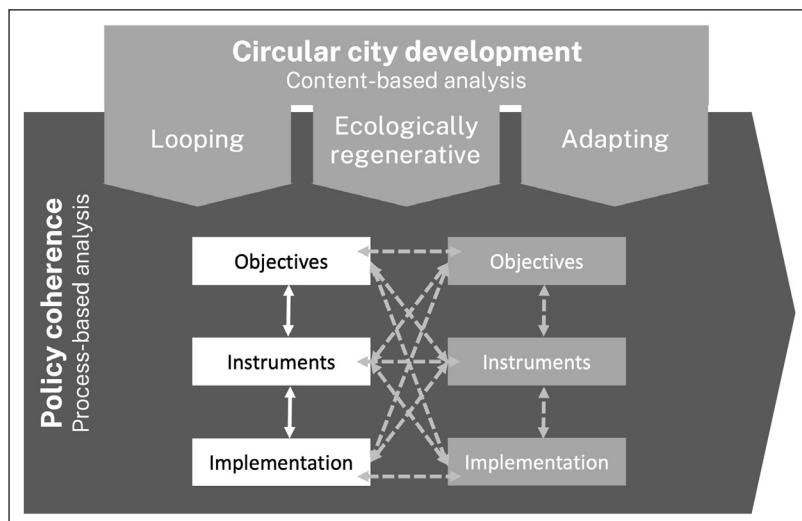 Circular city development
Content-based analysis
Looping
Ecologically
regenerative
Adapting
Policy coherence
Process-based analysis
Objectives
Objectives
Instruments
Instruments
Implementation
Implementation